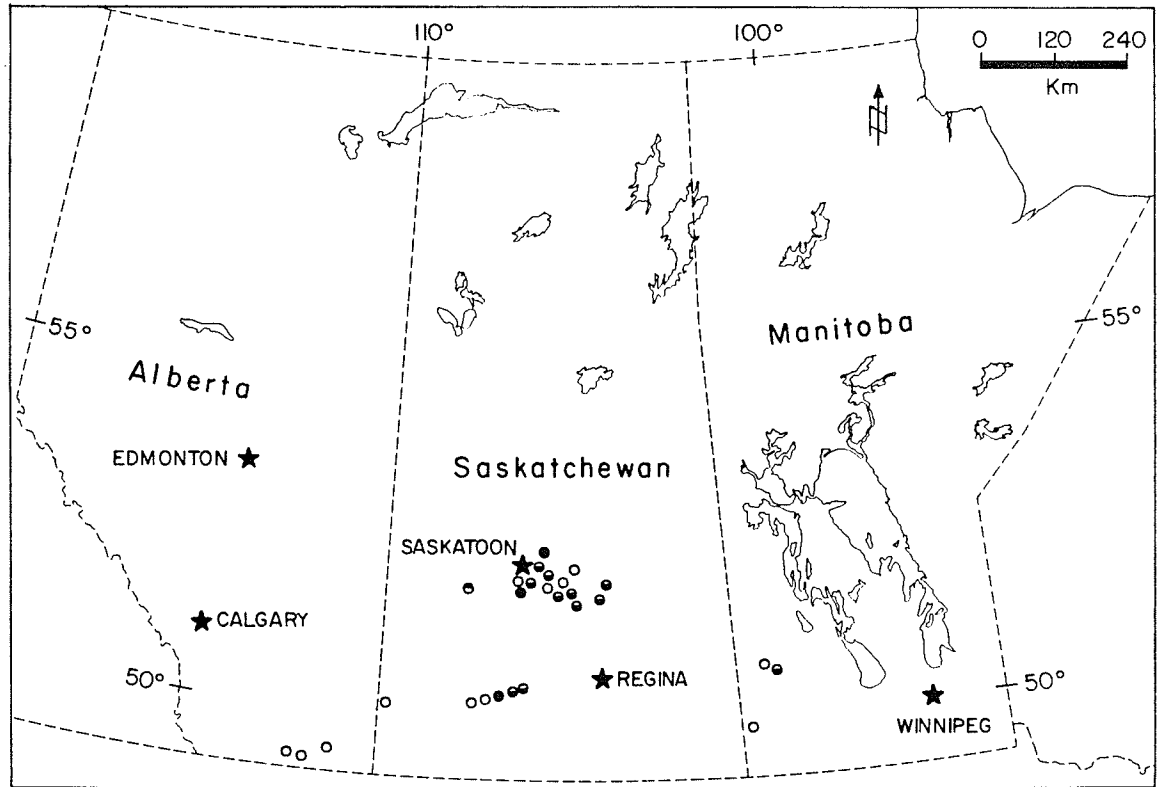 110° 100°
0 120 240
Km
N
55° 55°
Manitoba
Alberta
EDMONTON
Saskatchewan
SASKATOON
CALGARY
50° REGINA 50°
WINNIPEG